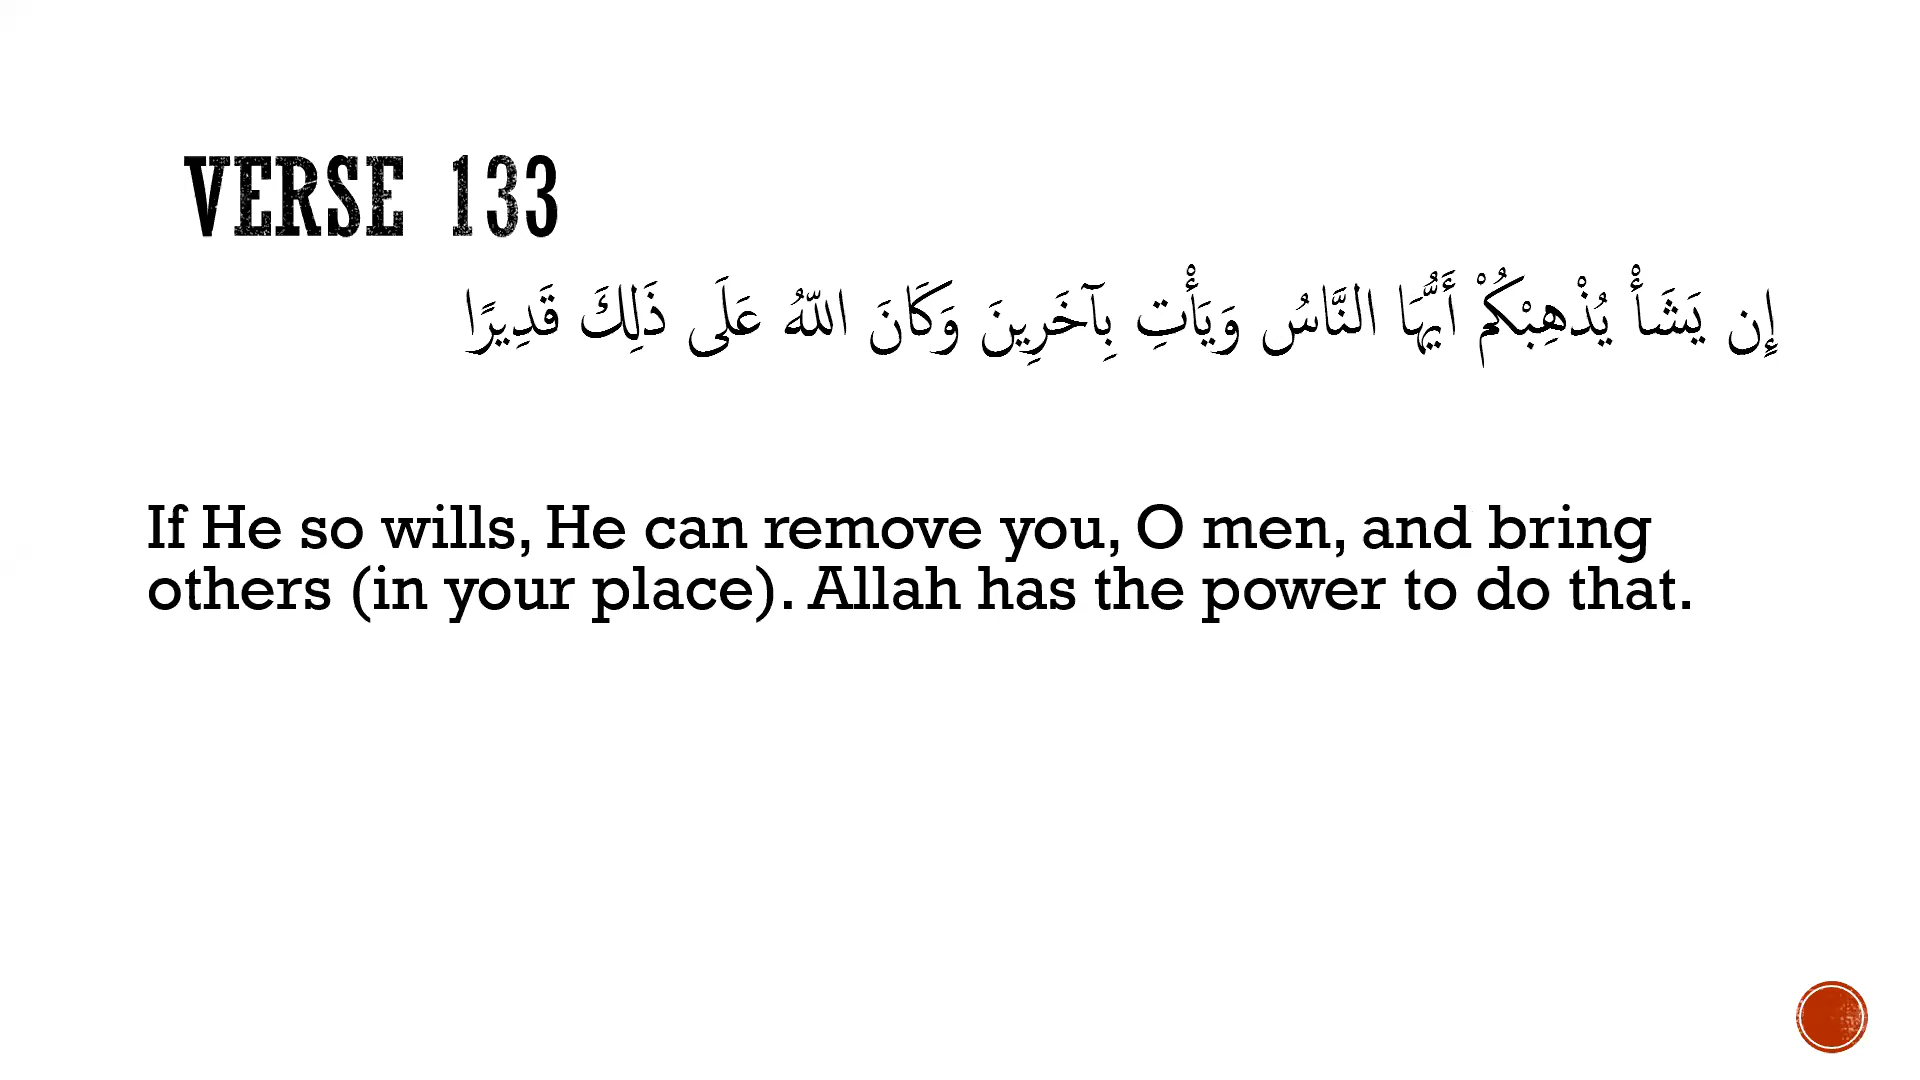 VERSE 133
إِن يَشَأْ يُذْهِبْكُمْ أَيُّهَا النَّاسُ وَيَأْتِ بِآخَرِينَ وَكَانَ اللّهُ عَلَى ذَلِكَ قَدِيرًا
If He so wills, He can remove you, O men, and bring
others (in your place). Allah has the power to do that.